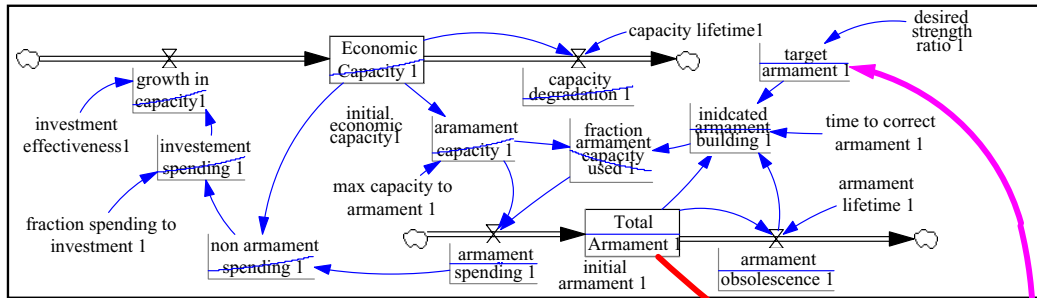 Economic
Capacity 1
capacity lifetime1
desired
strength
ratio 1
target
armament 1
growth in
capacity1
capacity
degradation 1
initial
economic
capacity1
investment
effectiveness1
investement
spending 1
aramament
capacity 1
fraction
armament
capacity
used 1
inidcated
armament
building 1
time to correct
armament 1
max capacity to
armament 1
armament
lifetime 1
fraction spending to
investment 1
non armament
spending 1
armament
spending 1
Total
Armament 1
initial
armament 1
armament
obsolescence 1